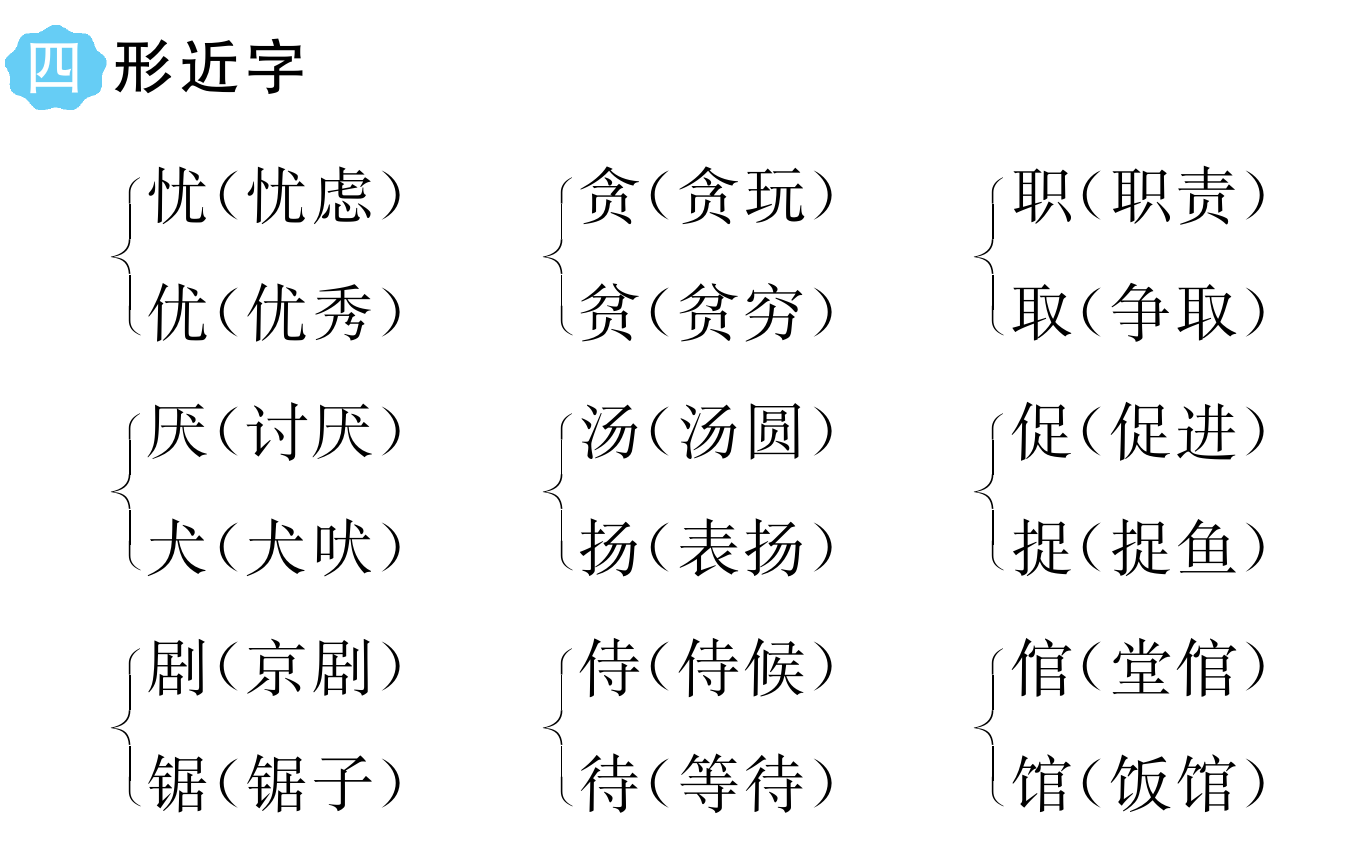 四 形近字
忧(忧虑) 贪(贪玩) 职(职责)
优(优秀) 贫(贫穷) 取(争取)
厌(讨厌) 汤(汤圆) 促(促进)
犬(犬吠) 扬(表扬) 捉(捉鱼)
剧(京剧) 侍(侍候) 倌(堂倌)
锯(锯子) 待(等待) 馆(饭馆)